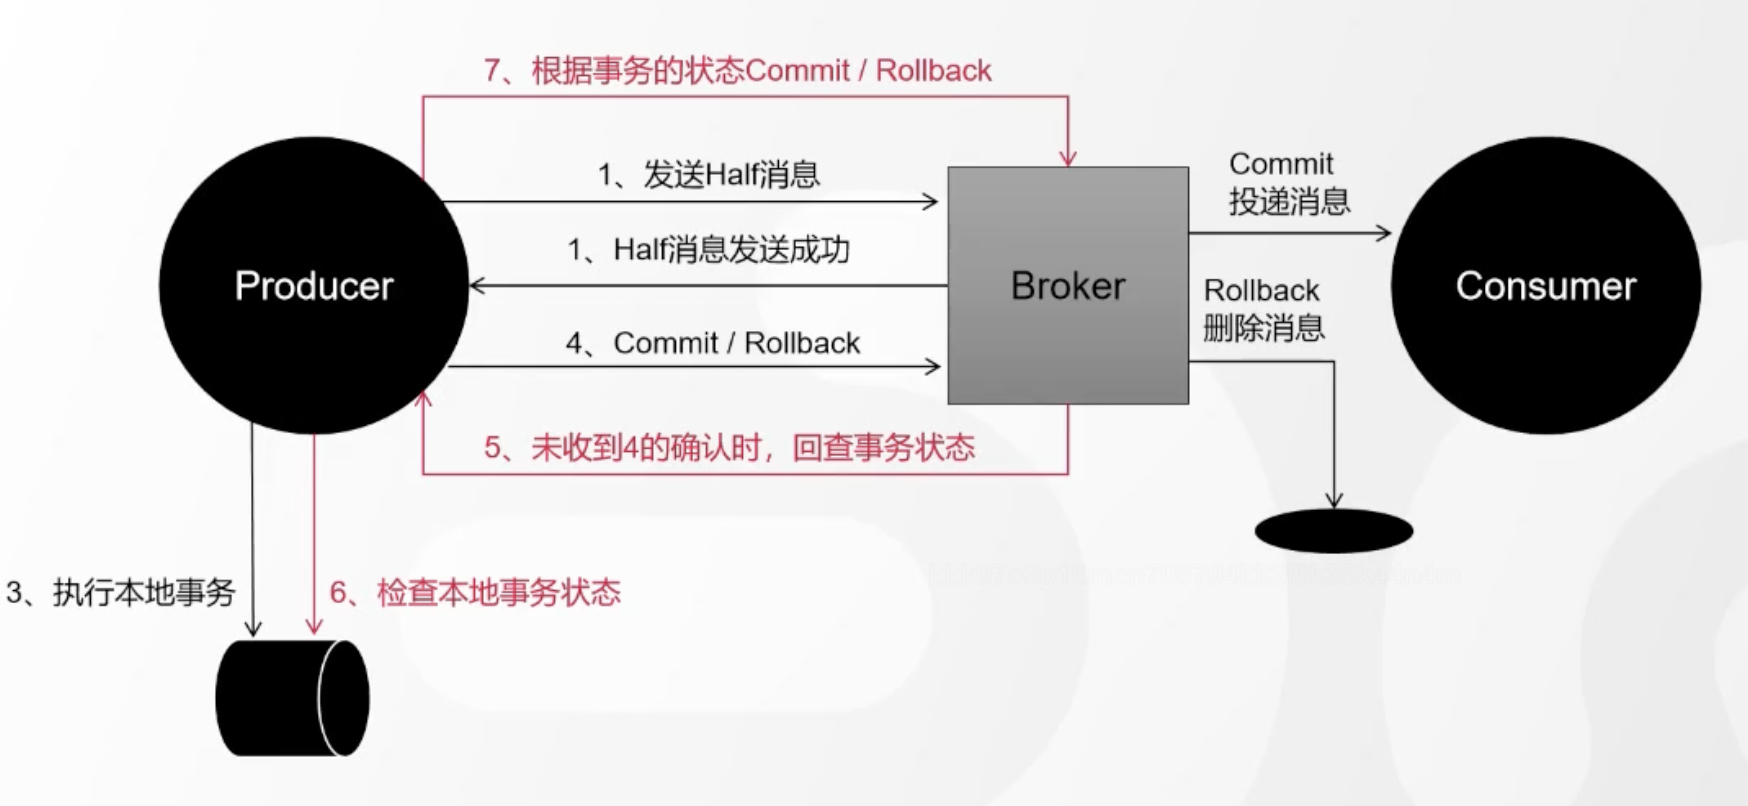 7、根据事务的状态Commit / Rollback
1、发送Half消息
Commit
投递消息
1、Half消息发送成功
Producer
Broker
Consumer
Rollback
删除消息
4、Commit / Rollback
5、未收到4的确认时，回查事务状态
3、执行本地事务
6、检查本地事务状态